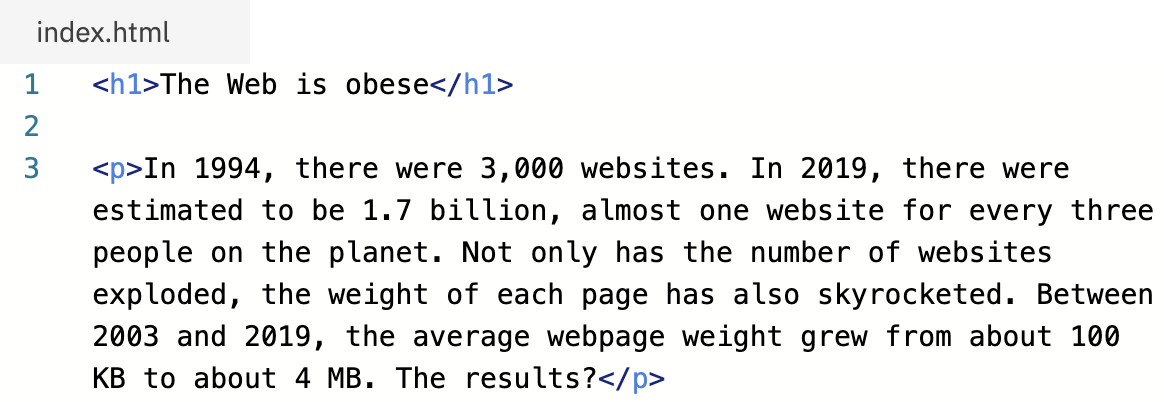 index.html
1 <h1>The Web is obese</h1>
2
3 <p>In 1994, there were 3,000 websites. In 2019, there were
estimated to be 1.7 billion, almost one website for every three
people on the planet. Not only has the number of websites
exploded, the weight of each page has also skyrocketed. Between
2003 and 2019, the average webpage weight grew from about 100
KB to about 4 MB. The results?</p>